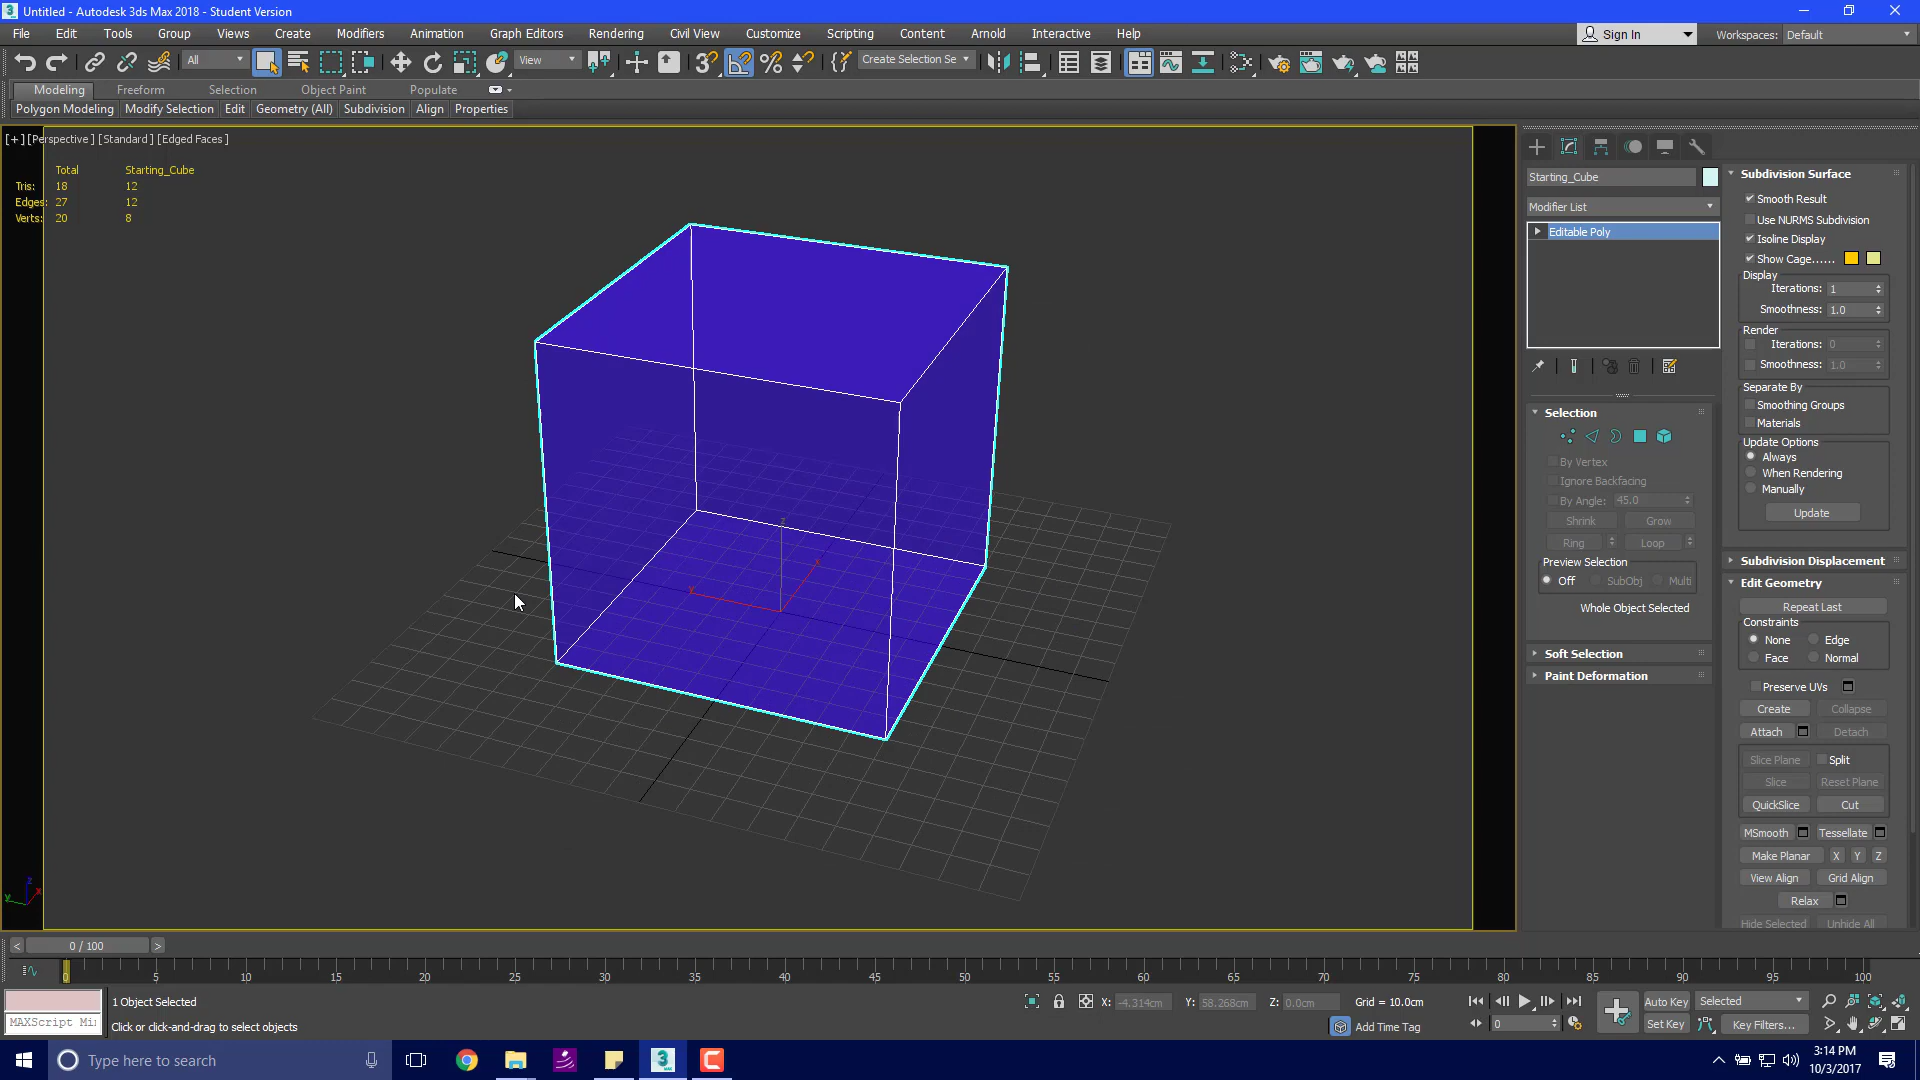 Untitled - Autodesk 3ds Max 2018 - Student Version
File Edit Tools Group Views Create Modifiers Animation Graph Editors Rendering Civil View Customize Scripting Content Arnold Interactive Help
Sign In Workspaces: Default
All View Create Selection Se
Modeling Freeform Selection Object Paint Populate
Polygon Modeling Modify Selection Edit Geometry (All) Subdivision Align Properties
[+] [Perspective ] [Standard ] [Edged Faces ]
Total Starting_Cube
Tris: 18 12
Edges: 27 12
Verts: 20 8
Starting_Cube
Modifier List
Editable Poly
Selection
By Vertex
Ignore Backfacing
By Angle: 45.0
Shrink Grow
Ring Loop
Preview Selection
Off SubObj Multi
Whole Object Selected
Soft Selection
Paint Deformation
Subdivision Surface
Smooth Result
Use NURMS Subdivision
Isoline Display
Show Cage......
Display
Iterations: 1
Smoothness: 1.0
Render
Iterations: 0
Smoothness: 1.0
Separate By
Smoothing Groups
Materials
Update Options
Always
When Rendering
Manually
Update
Subdivision Displacement
Edit Geometry
Repeat Last
Constraints
None Edge
Face Normal
Preserve UVs
Create Collapse
Attach Detach
Slice Plane Split
Slice Reset Plane
QuickSlice Cut
MSmooth Tessellate
Make Planar X Y Z
View Align Grid Align
Relax
Hide Selected Unhide All
z
x
y
z
x
y
< 0 / 100 >
0 5 10 15 20 25 30 35 40 45 50 55 60 65 70 75 80 85 90 95 100
1 Object Selected X: -4.314cm Y: 58.268cm Z: 0.0cm Grid = 10.0cm Auto Key Selected
MAXScript Mi Click or click-and-drag to select objects Add Time Tag 0 Set Key Key Filters...
Type here to search
3:14 PM
10/3/2017